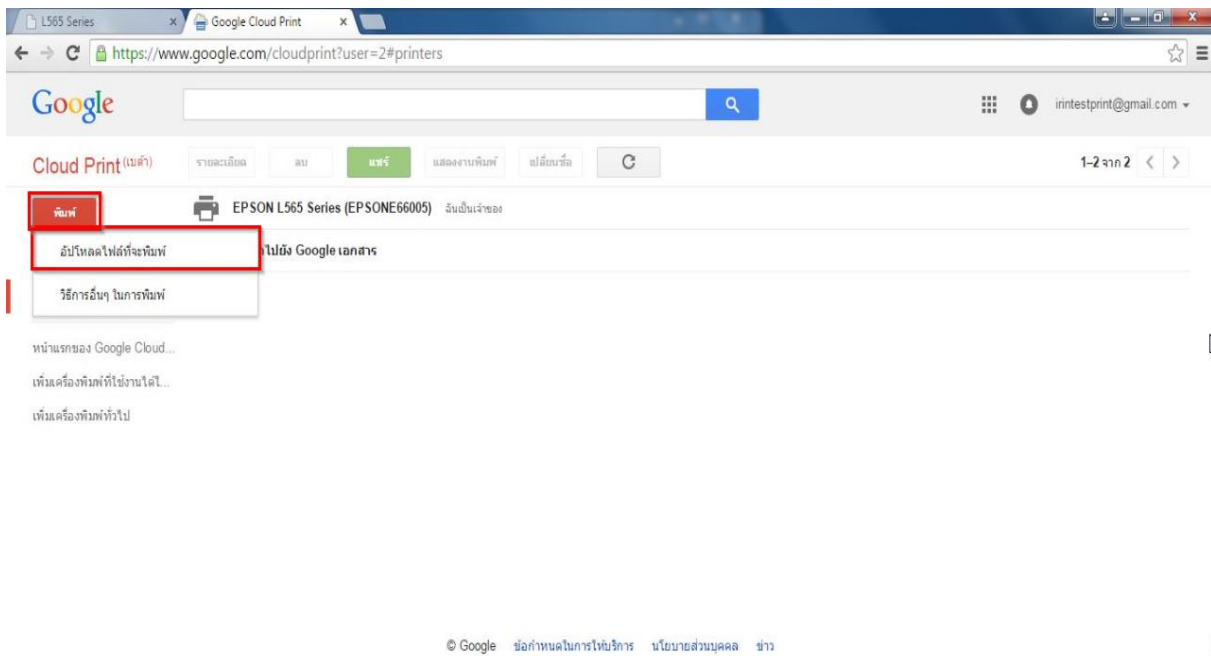 L565 Series
Google Cloud Print
https://www.google.com/cloudprint?user=2#printers
Google
irintestprint@gmail.com
Cloud Print (เบต้า)
รายละเอียด ลบ แชร์ แสดงงานพิมพ์ เปลี่ยนชื่อ
1–2 จาก 2
พิมพ์
EPSON L565 Series (EPSONE66005) ฉันเป็นเจ้าของ
อัปโหลดไฟล์ที่จะพิมพ์
ไปยัง Google เอกสาร
วิธีการอื่นๆ ในการพิมพ์
หน้าแรกของ Google Cloud...
เพิ่มเครื่องพิมพ์ที่ใช้งานได้ใ...
เพิ่มเครื่องพิมพ์ทั่วไป
© Google ข้อกำหนดในการให้บริการ นโยบายส่วนบุคคล ข่าว